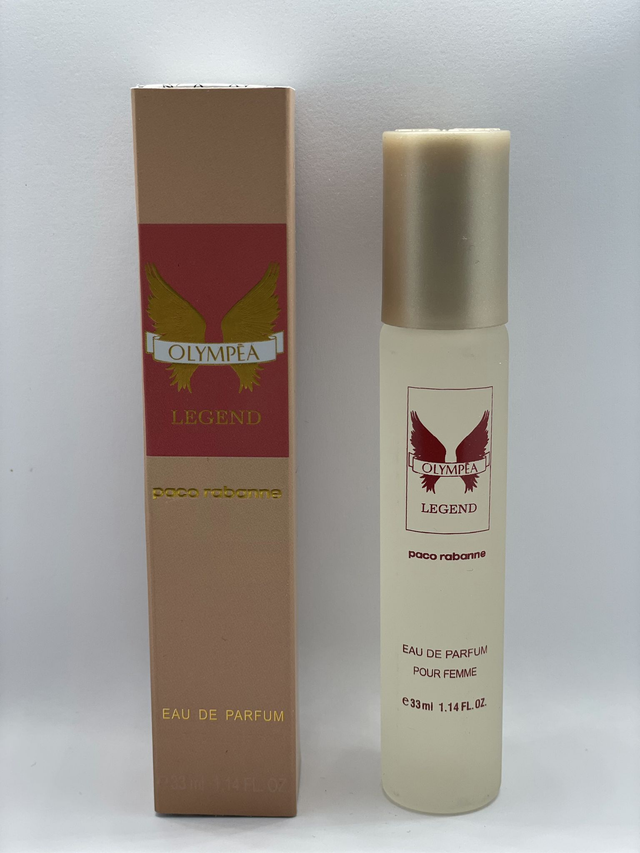 OLYMPĒA
LEGEND
paco rabanne
EAU DE PARFUM
℮33ml 1.14 FL.OZ
OLYMPÉA
LEGEND
paco rabanne
EAU DE PARFUM
POUR FEMME
℮33ml 1.14 FL.OZ.